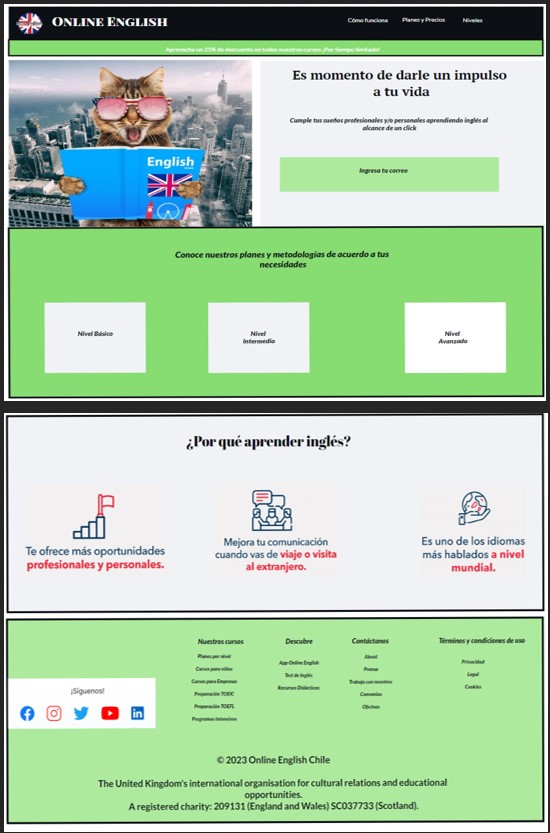 ONLINE ENGLISH
Cómo funciona
Planes y Precios
Niveles
Aprovecha un 25% de descuento en todos nuestros cursos ¡Por tiempo limitado!
English
Es momento de darle un impulso
a tu vida
Cumple tus sueños profesionales y/o personales aprendiendo inglés al
alcance de un click
Ingresa tu correo
Conoce nuestros planes y metodologías de acuerdo a tus
necesidades
Nivel Básico
Nivel
Intermedio
Nivel
Avanzado
¿Por qué aprender inglés?
Te ofrece más oportunidades
profesionales y personales.
Mejora tu comunicación
cuando vas de viaje o visita
al extranjero.
Es uno de los idiomas
más hablados a nivel
mundial.
¡Síguenos!
Nuestros cursos
Planes por nivel
Cursos para niños
Cursos para Empresas
Preparación TOEIC
Preparación TOEFL
Programas Intensivos
Descubre
App Online English
Test de Inglés
Recursos Didácticos
Contáctanos
About
Prensa
Trabaja con nosotros
Convenios
Oficinas
Términos y condiciones de uso
Privacidad
Legal
Cookies
© 2023 Online English Chile
The United Kingdom's international organisation for cultural relations and educational
opportunities.
A registered charity: 209131 (England and Wales) SC037733 (Scotland).